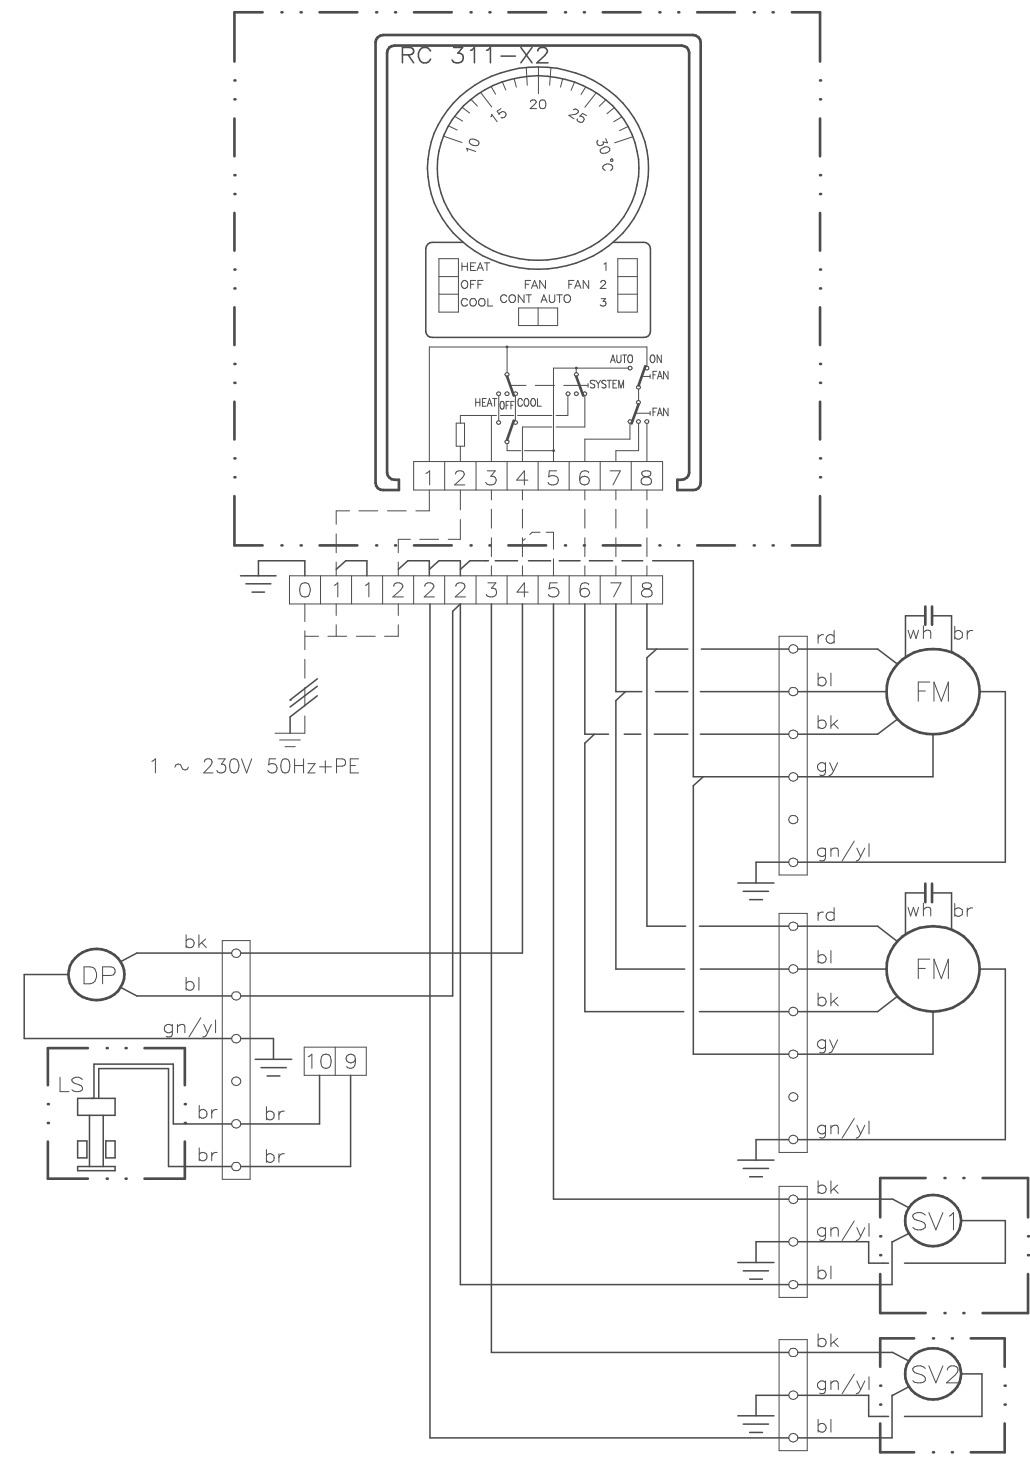 RC 311-X2
10 15 20 25 30 °C
HEAT 1
OFF FAN FAN 2
COOL CONT AUTO 3
AUTO ON
FAN
SYSTEM
HEAT OFF COOL
FAN
1 2 3 4 5 6 7 8
0 1 1 2 2 2 3 4 5 6 7 8
1 ~ 230V 50Hz+PE
wh br
rd
bl FM
bk
gy
gn/yl
wh br
rd
bl FM
bk
gy
gn/yl
bk
DP
bl
gn/yl
10 9
LS
br br
br br
bk
SV1
gn/yl
bl
bk
SV2
gn/yl
bl